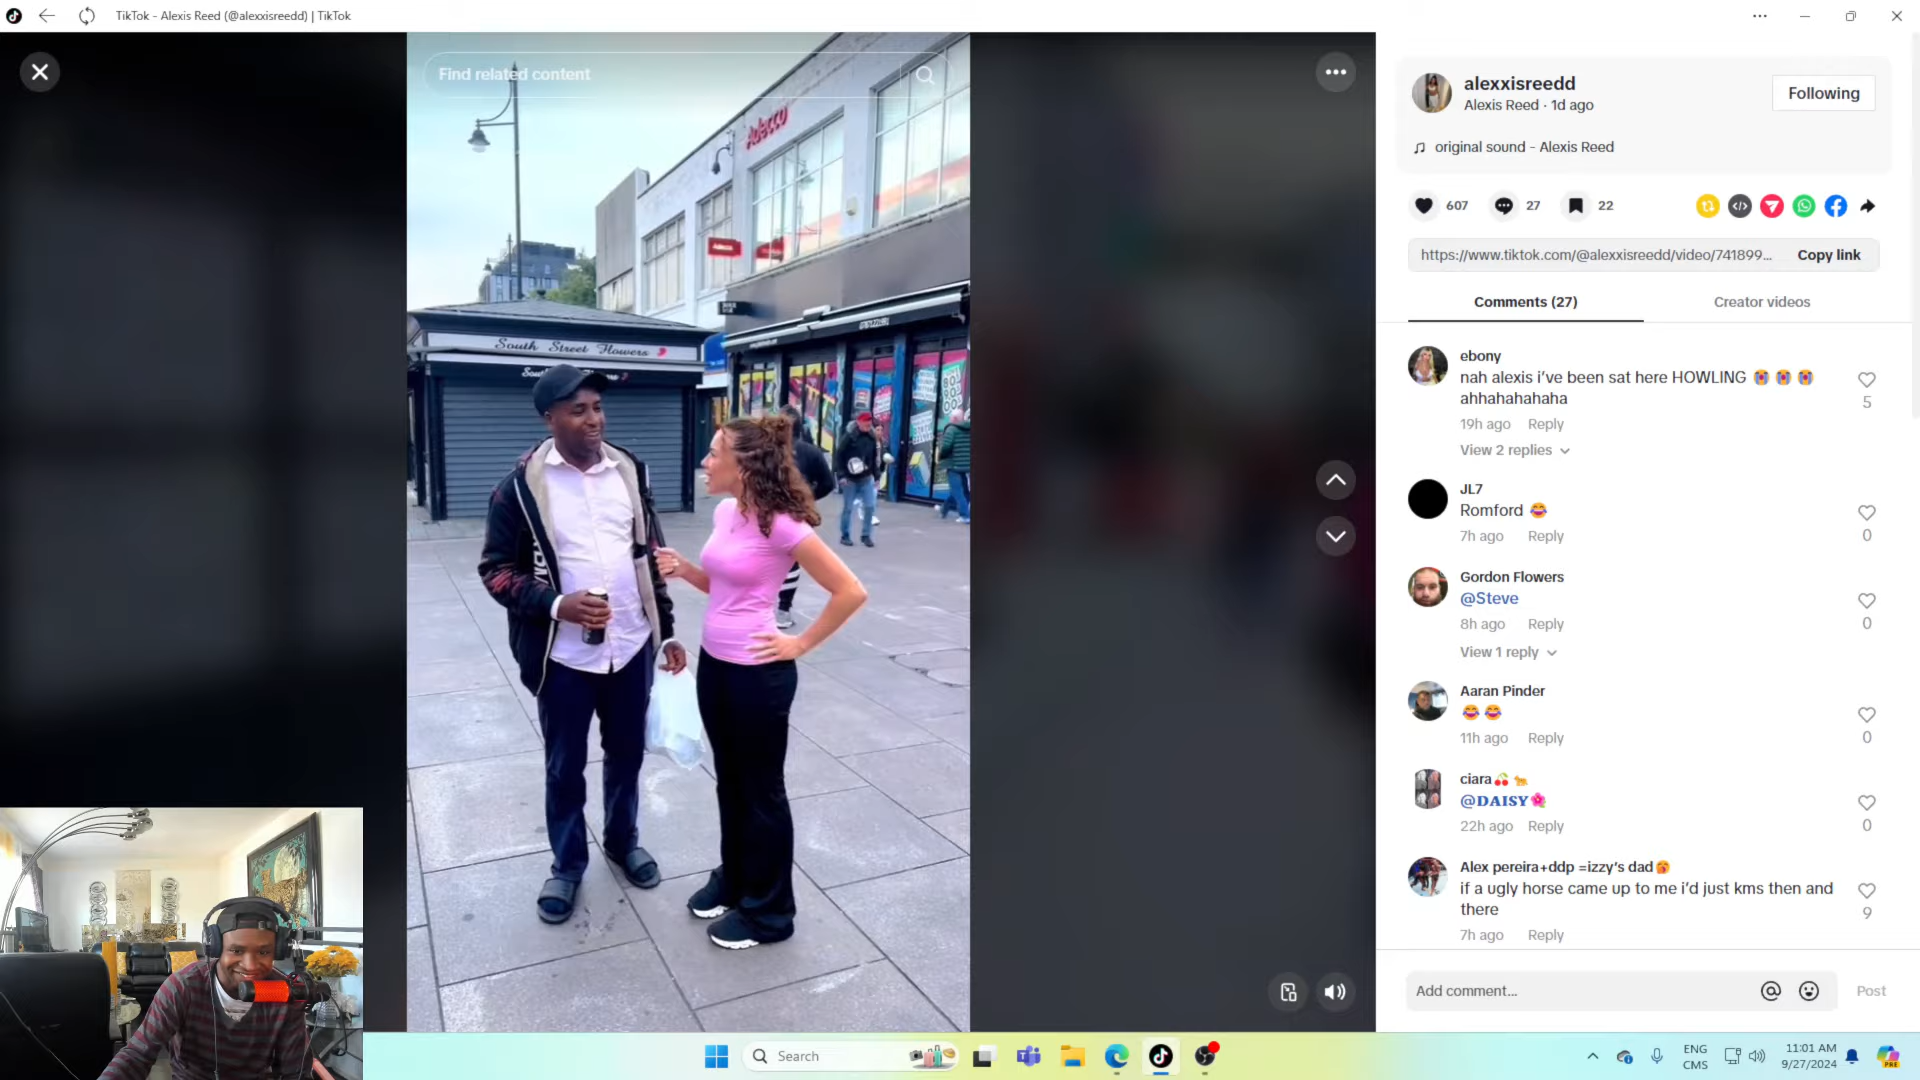 TikTok - Alexis Reed (@alexxisreedd) | TikTok
Find related content
Adecco
Adecco
South Street Flowers
alexxisreedd
Alexis Reed · 1d ago
Following
original sound - Alexis Reed
607
27
22
https://www.tiktok.com/@alexxisreedd/video/741899...
Copy link
Comments (27)
Creator videos
ebony
nah alexis i've been sat here HOWLING 😭 😭 😭
ahhahahahaha
5
19h ago Reply
View 2 replies
JL7
Romford 😂
0
7h ago Reply
Gordon Flowers
@Steve
0
8h ago Reply
View 1 reply
Aaran Pinder
😂 😂
0
11h ago Reply
ciara🍒 🐆
@𝐃𝐀𝐈𝐒𝐘🌺
0
22h ago Reply
Alex pereira+ddp =izzy's dad🥵
if a ugly horse came up to me i'd just kms then and
there
9
7h ago Reply
Add comment...
Post
Search
ENG
CMS
11:01 AM
9/27/2024
PRE